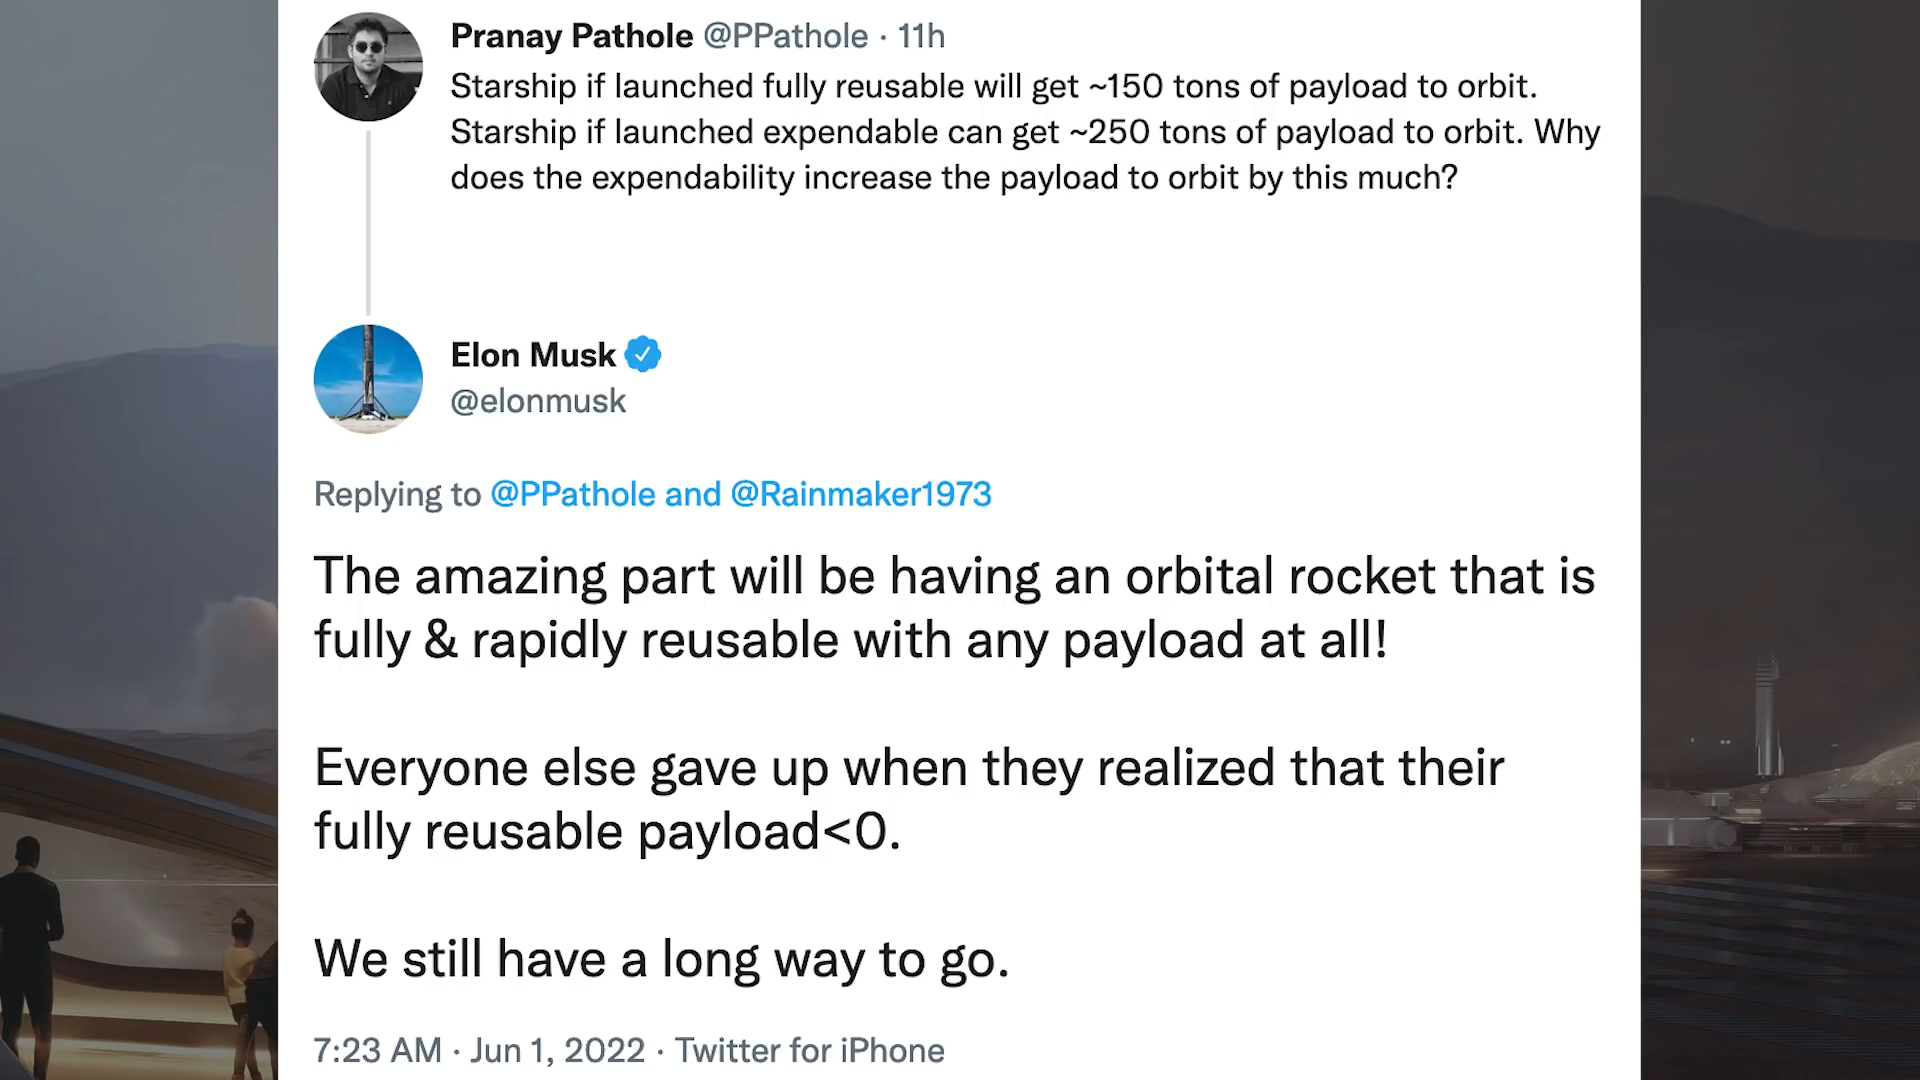 Pranay Pathole @PPathole · 11h
Starship if launched fully reusable will get ~150 tons of payload to orbit.
Starship if launched expendable can get ~250 tons of payload to orbit. Why
does the expendability increase the payload to orbit by this much?
Elon Musk
@elonmusk
Replying to @PPathole and @Rainmaker1973
The amazing part will be having an orbital rocket that is
fully & rapidly reusable with any payload at all!
Everyone else gave up when they realized that their
fully reusable payload<0.
We still have a long way to go.
7:23 AM · Jun 1, 2022 · Twitter for iPhone